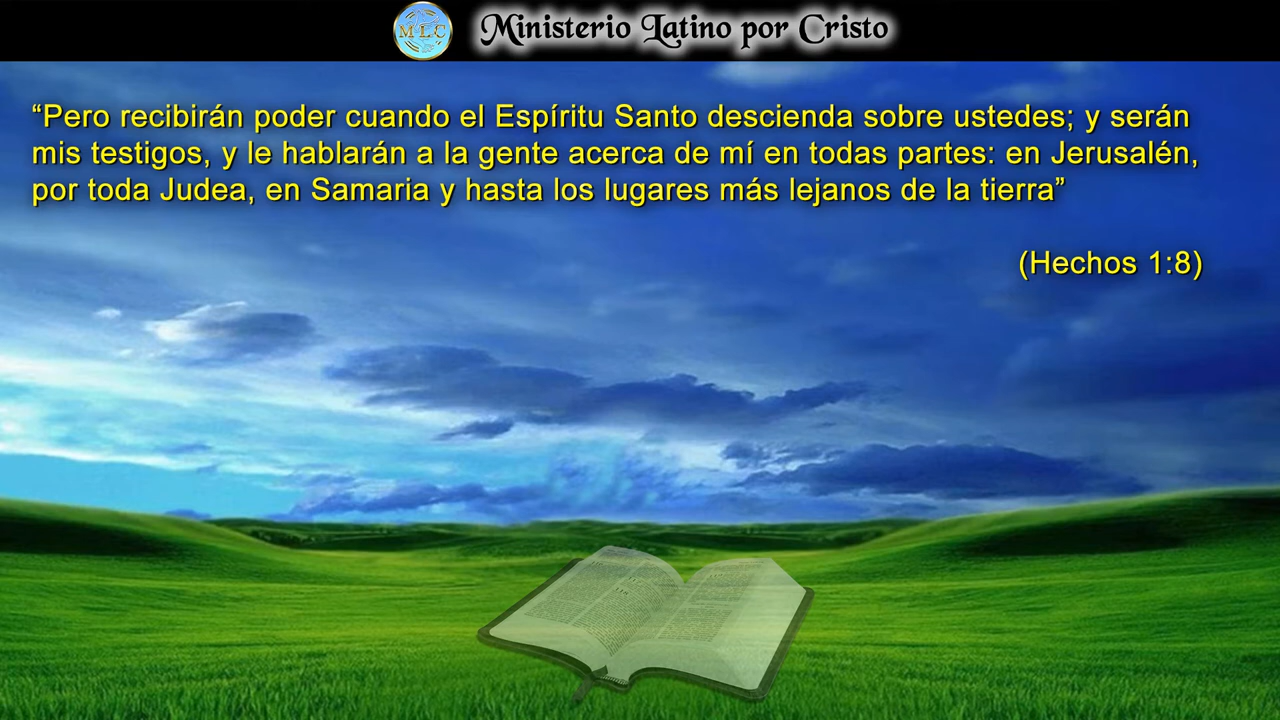 MLC
Ministerio Latino por Cristo
“Pero recibirán poder cuando el Espíritu Santo descienda sobre ustedes; y serán
mis testigos, y le hablarán a la gente acerca de mí en todas partes: en Jerusalén,
por toda Judea, en Samaria y hasta los lugares más lejanos de la tierra”
(Hechos 1:8)